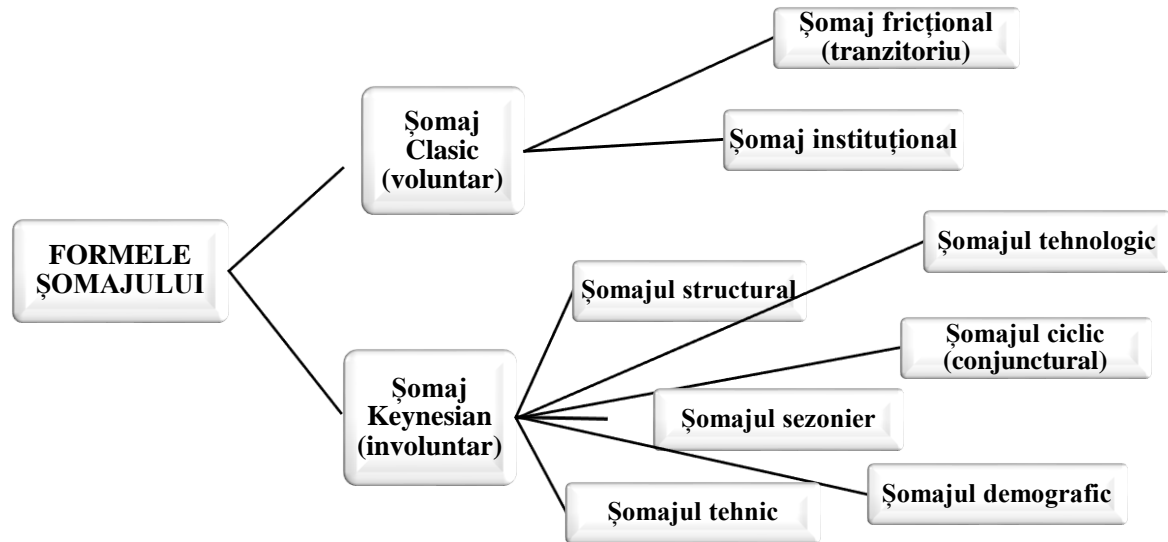 Șomaj fricțional
(tranzitoriu)
Șomaj
Clasic
(voluntar)
Șomaj instituțional
FORMELE
ȘOMAJULUI
Șomajul tehnologic
Șomajul structural
Șomajul ciclic
(conjunctural)
Șomaj
Keynesian
(involuntar)
Șomajul sezonier
Șomajul demografic
Șomajul tehnic